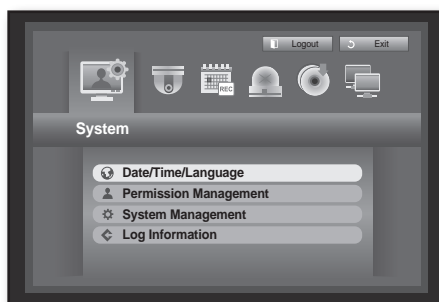 Logout Exit
REC
System
Date/Time/Language
Permission Management
System Management
Log Information